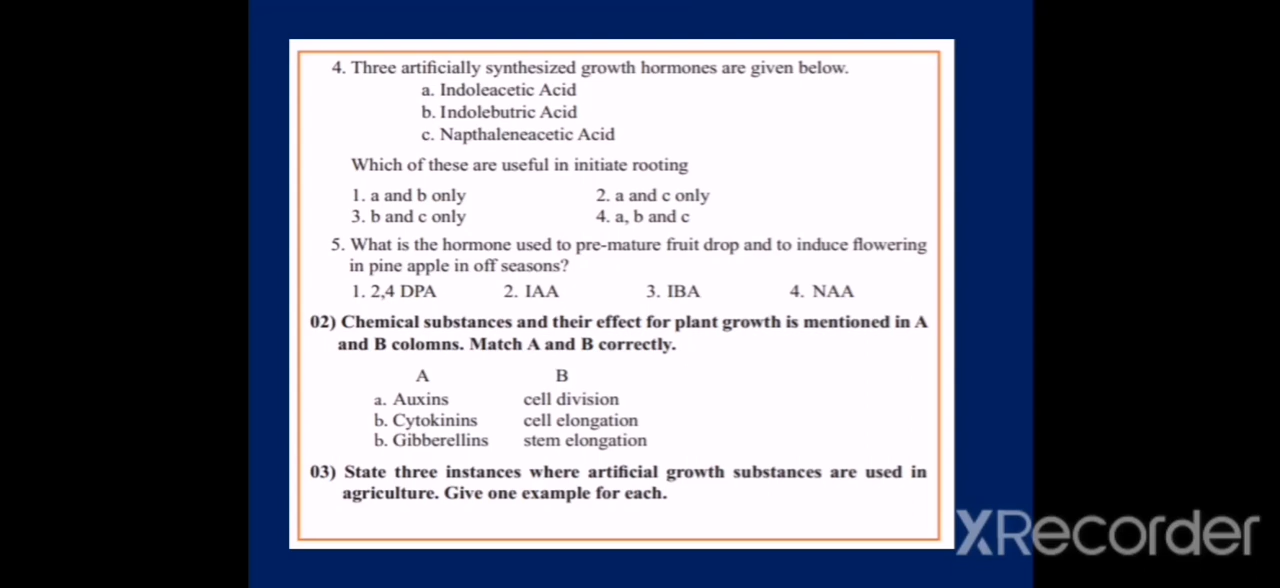 4. Three artificially synthesized growth hormones are given below.
a. Indoleacetic Acid
b. Indolebutric Acid
c. Napthaleneacetic Acid
Which of these are useful in initiate rooting
1. a and b only 2. a and c only
3. b and c only 4. a, b and c
5. What is the hormone used to pre-mature fruit drop and to induce flowering
in pine apple in off seasons?
1. 2,4 DPA 2. IAA 3. IBA 4. NAA
02) Chemical substances and their effect for plant growth is mentioned in A
and B colomns. Match A and B correctly.
A B
a. Auxins cell division
b. Cytokinins cell elongation
b. Gibberellins stem elongation
03) State three instances where artificial growth substances are used in
agriculture. Give one example for each.
XRecorder